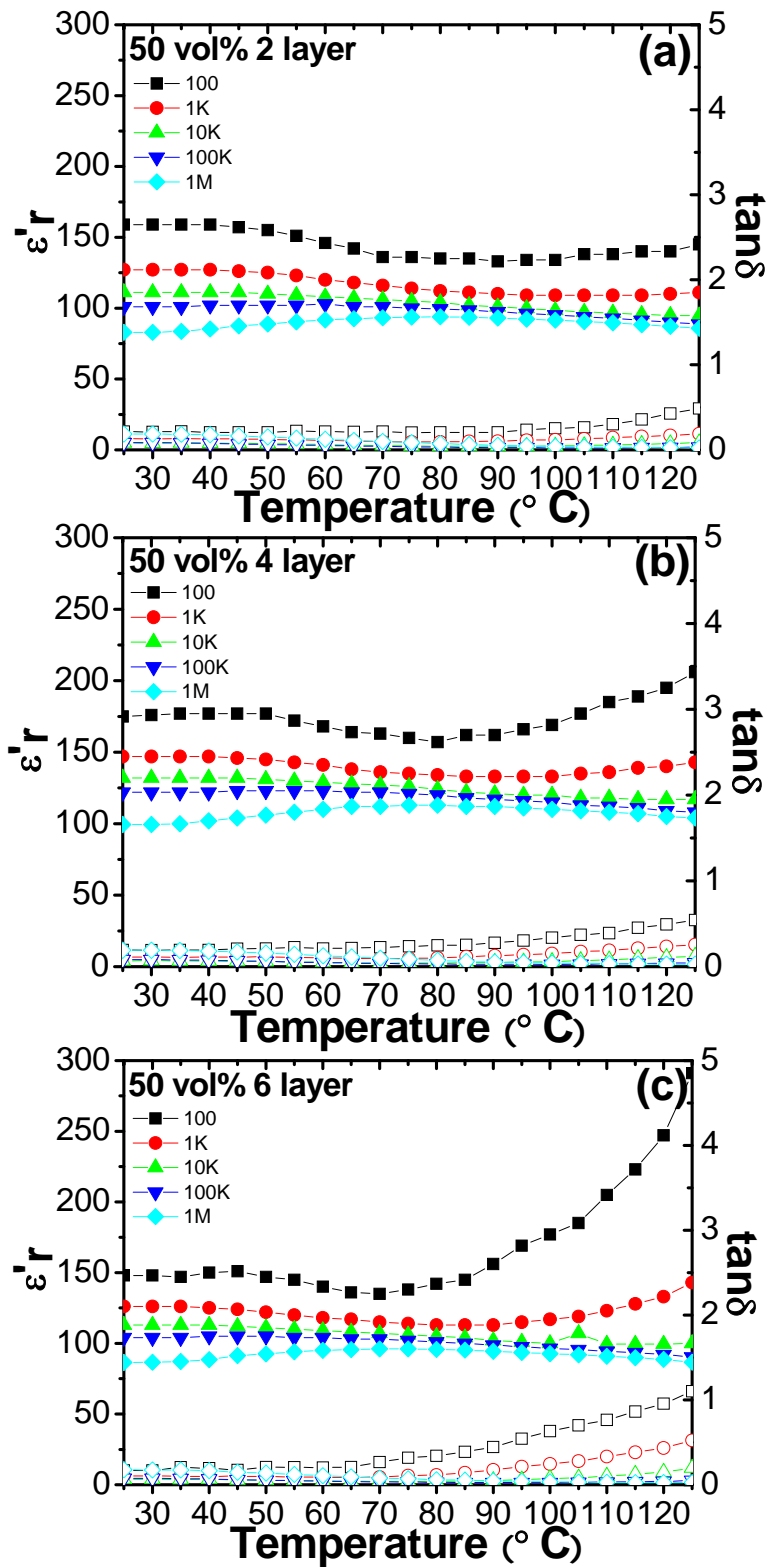 50 vol% 2 layer
(a)
100
1K
10K
100K
1M
300
250
200
150
100
50
0
ε'r
5
4
3
2
1
0
tanδ
30 40 50 60 70 80 90 100 110 120
Temperature (° C)
50 vol% 4 layer
(b)
100
1K
10K
100K
1M
300
250
200
150
100
50
0
ε'r
5
4
3
2
1
0
tanδ
30 40 50 60 70 80 90 100 110 120
Temperature (° C)
50 vol% 6 layer
(c)
100
1K
10K
100K
1M
300
250
200
150
100
50
0
ε'r
5
4
3
2
1
0
tanδ
30 40 50 60 70 80 90 100 110 120
Temperature (° C)